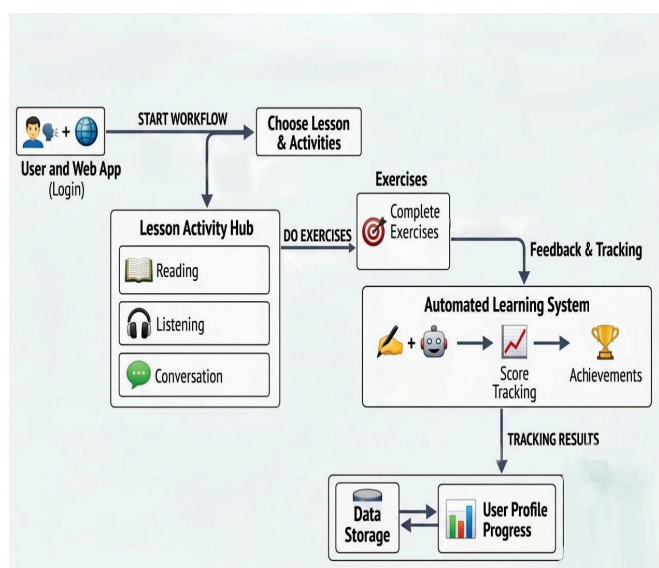 START WORKFLOW
Choose Lesson
& Activities
+
User and Web App
(Login)
Lesson Activity Hub
Reading
Listening
Conversation
DO EXERCISES
Exercises
Complete
Exercises
Feedback & Tracking
Automated Learning System
+
Score
Tracking
Achievements
TRACKING RESULTS
Data
Storage
User Profile
Progress